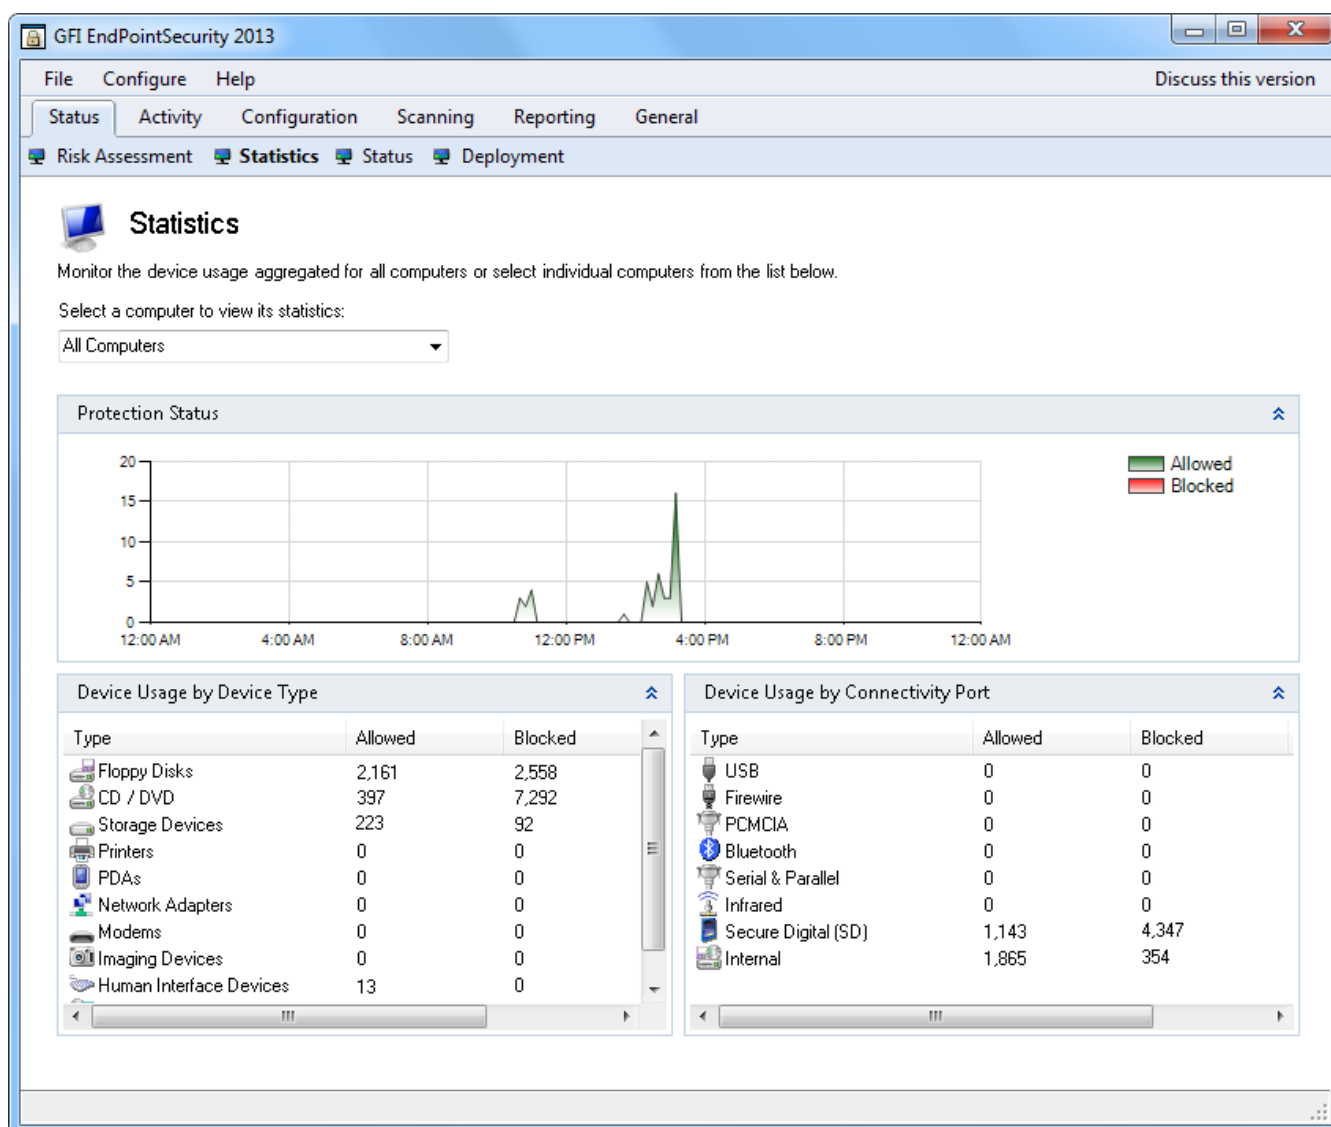 GFI EndPointSecurity 2013
File Configure Help Discuss this version
Status Activity Configuration Scanning Reporting General
Risk Assessment Statistics Status Deployment
Statistics
Monitor the device usage aggregated for all computers or select individual computers from the list below.
Select a computer to view its statistics:
All Computers
Protection Status
20
15
10
5
0
12:00 AM 4:00 AM 8:00 AM 12:00 PM 4:00 PM 8:00 PM 12:00 AM
Allowed
Blocked
Device Usage by Device Type
Type Allowed Blocked
Floppy Disks 2,161 2,558
CD / DVD 397 7,292
Storage Devices 223 92
Printers 0 0
PDAs 0 0
Network Adapters 0 0
Modems 0 0
Imaging Devices 0 0
Human Interface Devices 13 0
Device Usage by Connectivity Port
Type Allowed Blocked
USB 0 0
Firewire 0 0
PCMCIA 0 0
Bluetooth 0 0
Serial & Parallel 0 0
Infrared 0 0
Secure Digital (SD) 1,143 4,347
Internal 1,865 354